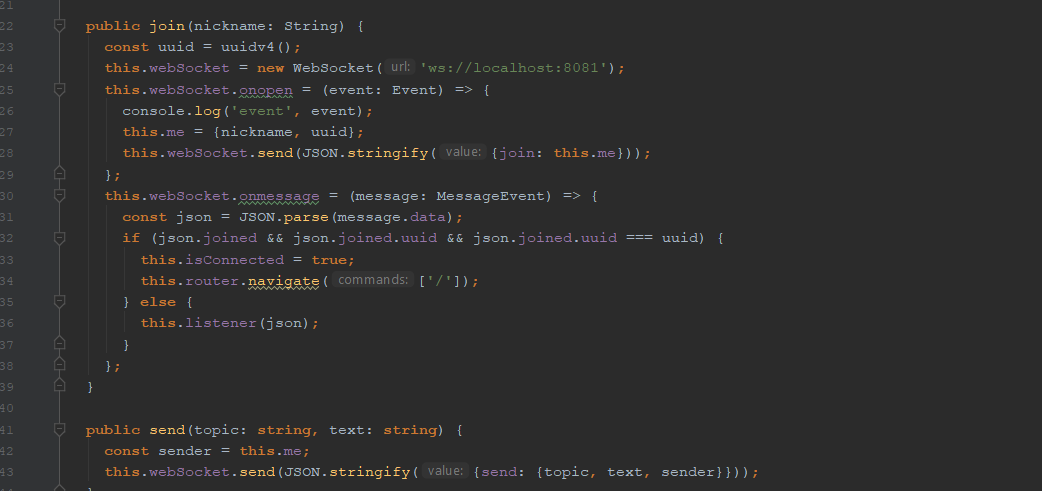 21
22 public join(nickname: String) {
23 const uuid = uuidv4();
24 this.webSocket = new WebSocket( url: 'ws://localhost:8081');
25 this.webSocket.onopen = (event: Event) => {
26 console.log('event', event);
27 this.me = {nickname, uuid};
28 this.webSocket.send(JSON.stringify( value: {join: this.me}));
29 };
30 this.webSocket.onmessage = (message: MessageEvent) => {
31 const json = JSON.parse(message.data);
32 if (json.joined && json.joined.uuid && json.joined.uuid === uuid) {
33 this.isConnected = true;
34 this.router.navigate( commands: ['/']);
35 } else {
36 this.listener(json);
37 }
38 };
39 }
40
41 public send(topic: string, text: string) {
42 const sender = this.me;
43 this.webSocket.send(JSON.stringify( value: {send: {topic, text, sender}}));